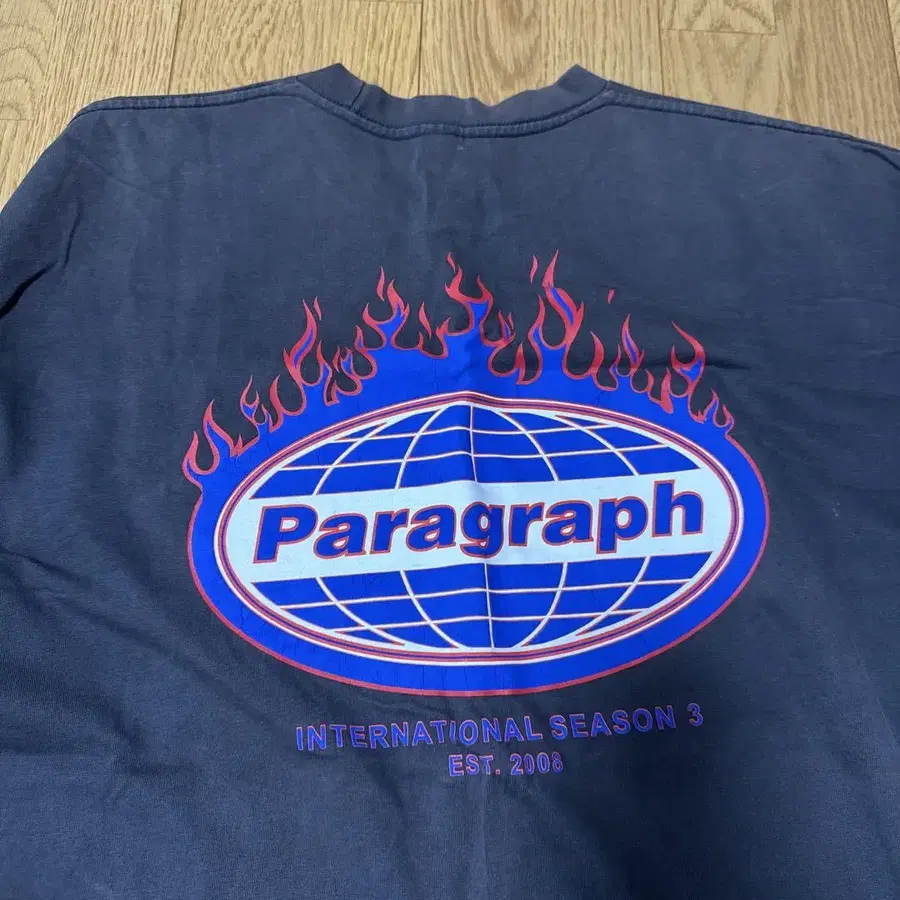 Paragraph
INTERNATIONAL SEASON 3
EST. 2008